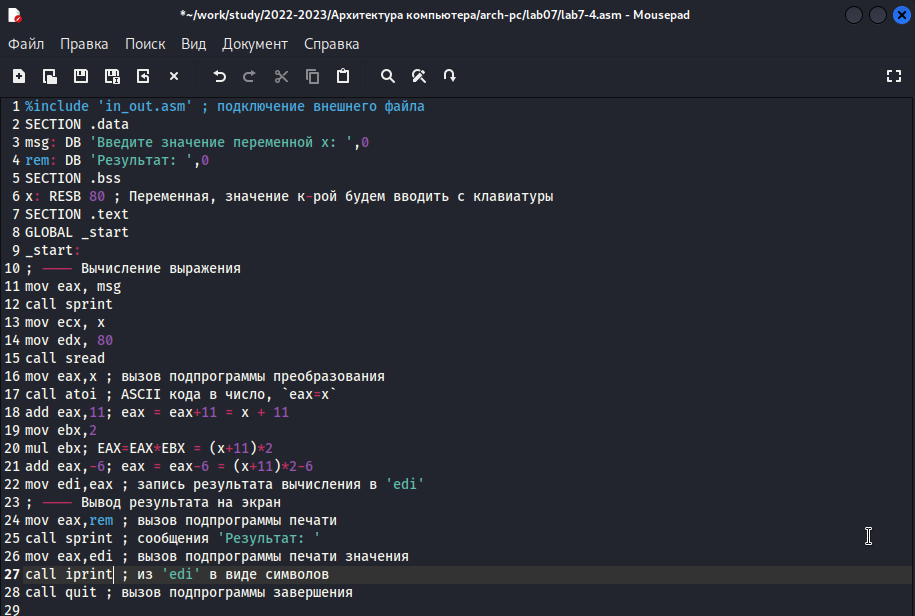 *~/work/study/2022-2023/Архитектура компьютера/arch-pc/lab07/lab7-4.asm - Mousepad
Файл Правка Поиск Вид Документ Справка
1 %include 'in_out.asm' ; подключение внешнего файла
2 SECTION .data
3 msg: DB 'Введите значение переменной х: ',0
4 rem: DB 'Результат: ',0
5 SECTION .bss
6 x: RESB 80 ; Переменная, значение к-рой будем вводить с клавиатуры
7 SECTION .text
8 GLOBAL _start
9 _start:
10 ; ---- Вычисление выражения
11 mov eax, msg
12 call sprint
13 mov ecx, x
14 mov edx, 80
15 call sread
16 mov eax,x ; вызов подпрограммы преобразования
17 call atoi ; ASCII кода в число, `eax=x`
18 add eax,11; eax = eax+11 = x + 11
19 mov ebx,2
20 mul ebx; EAX=EAX*EBX = (x+11)*2
21 add eax,-6; eax = eax-6 = (x+11)*2-6
22 mov edi,eax ; запись результата вычисления в 'edi'
23 ; ---- Вывод результата на экран
24 mov eax,rem ; вызов подпрограммы печати
25 call sprint ; сообщения 'Результат: '
26 mov eax,edi ; вызов подпрограммы печати значения
27 call iprint ; из 'edi' в виде символов
28 call quit ; вызов подпрограммы завершения
29